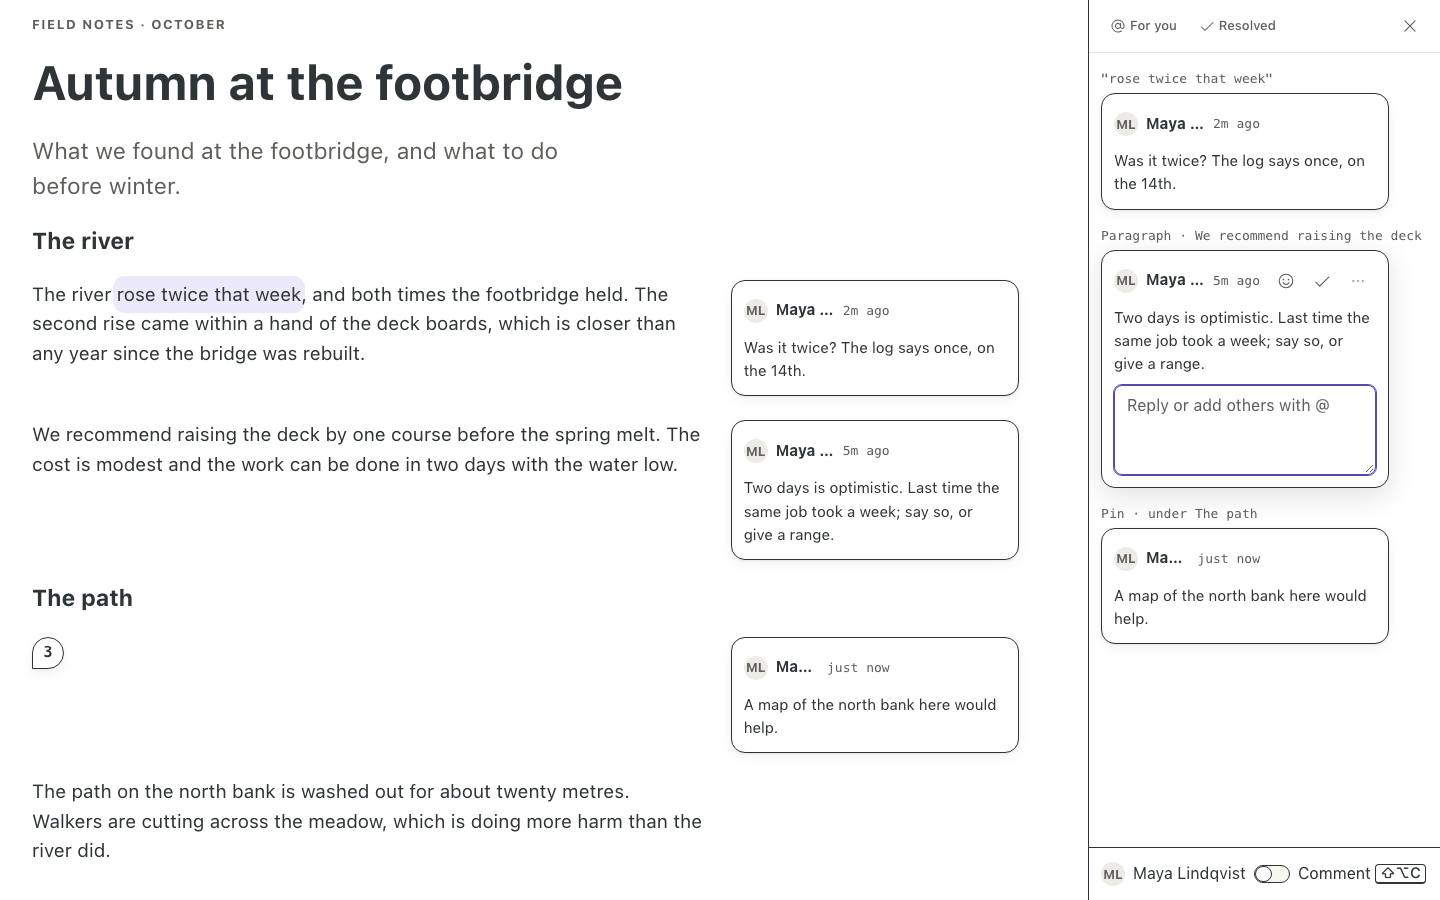 FIELD NOTES · OCTOBER
Autumn at the footbridge
What we found at the footbridge, and what to do
before winter.
The river
The river rose twice that week, and both times the footbridge held. The
second rise came within a hand of the deck boards, which is closer than
any year since the bridge was rebuilt.
ML Maya ... 2m ago
Was it twice? The log says once, on
the 14th.
We recommend raising the deck by one course before the spring melt. The
cost is modest and the work can be done in two days with the water low.
ML Maya ... 5m ago
Two days is optimistic. Last time the
same job took a week; say so, or
give a range.
The path
3
ML Ma... just now
A map of the north bank here would
help.
The path on the north bank is washed out for about twenty metres.
Walkers are cutting across the meadow, which is doing more harm than the
river did.
@ For you Resolved
"rose twice that week"
ML Maya ... 2m ago
Was it twice? The log says once, on
the 14th.
Paragraph · We recommend raising the deck
ML Maya ... 5m ago
Two days is optimistic. Last time the
same job took a week; say so, or
give a range.
Reply or add others with @
Pin · under The path
ML Ma... just now
A map of the north bank here would
help.
ML Maya Lindqvist Comment ⇧⌥C